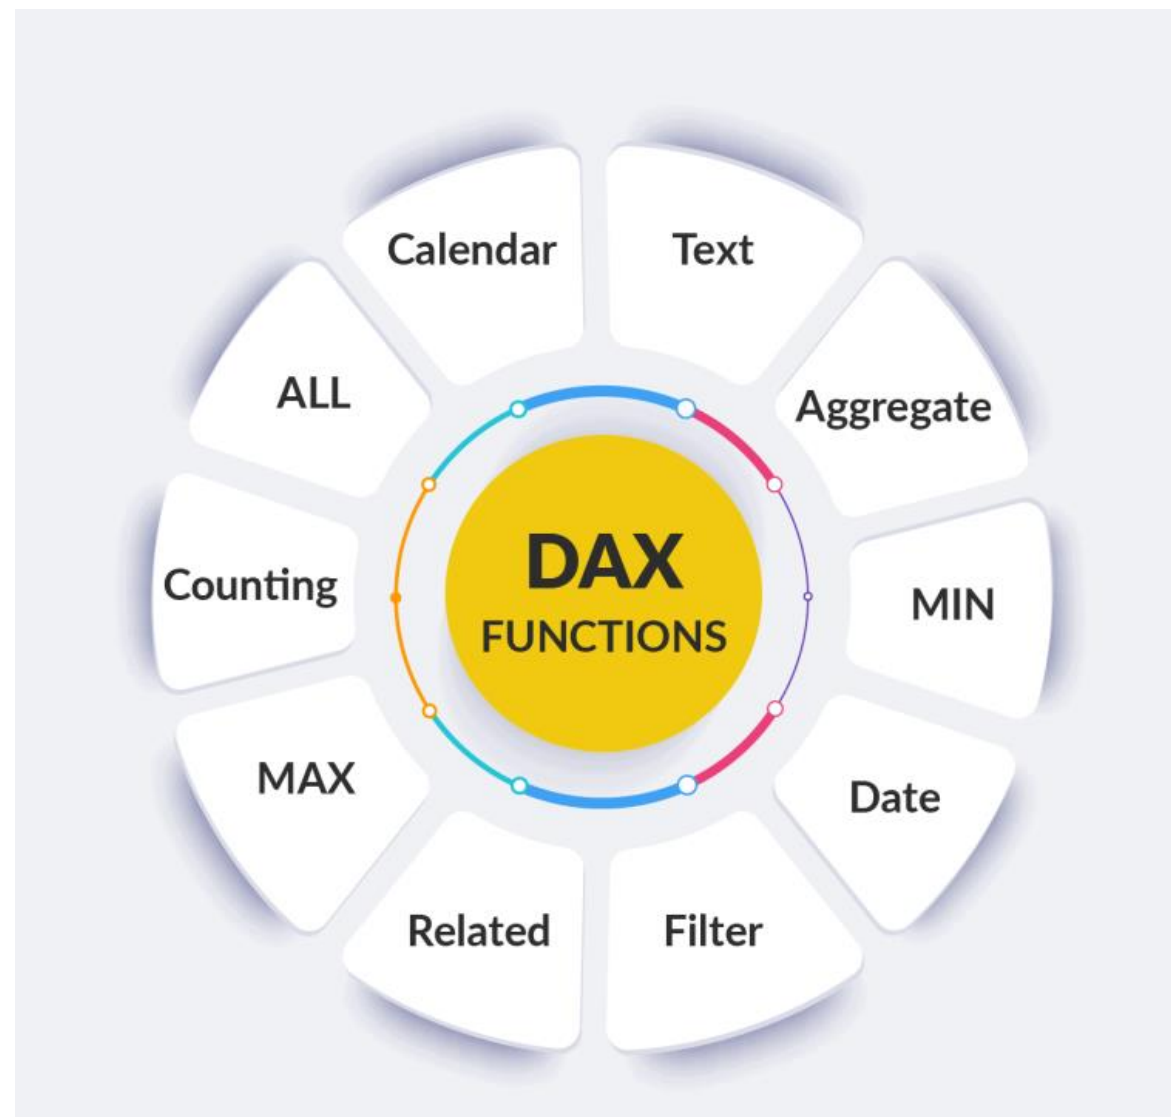 Calendar
Text
ALL
Aggregate
Counting
DAX
FUNCTIONS
MIN
MAX
Date
Related
Filter